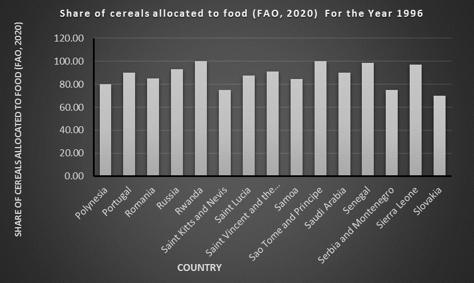 Share of cereals allocated to food (FAO, 2020) For the Year 1996
SHARE OF CEREALS ALLOCATED TO FOOD (FAO, 2020)
120.00
100.00
80.00
60.00
40.00
20.00
0.00
Polynesia
Portugal
Romania
Russia
Rwanda
Saint Kitts and Nevis
Saint Lucia
Saint Vincent and the...
Samoa
Sao Tome and Principe
Saudi Arabia
Senegal
Serbia and Montenegro
Sierra Leone
Slovakia
COUNTRY